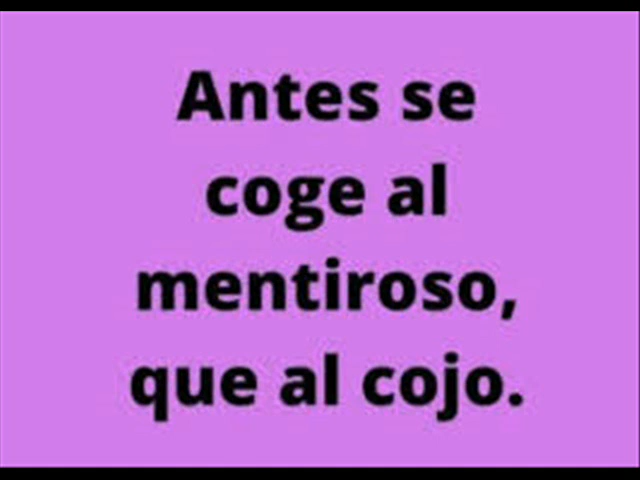 Antes se
coge al
mentiroso,
que al cojo.